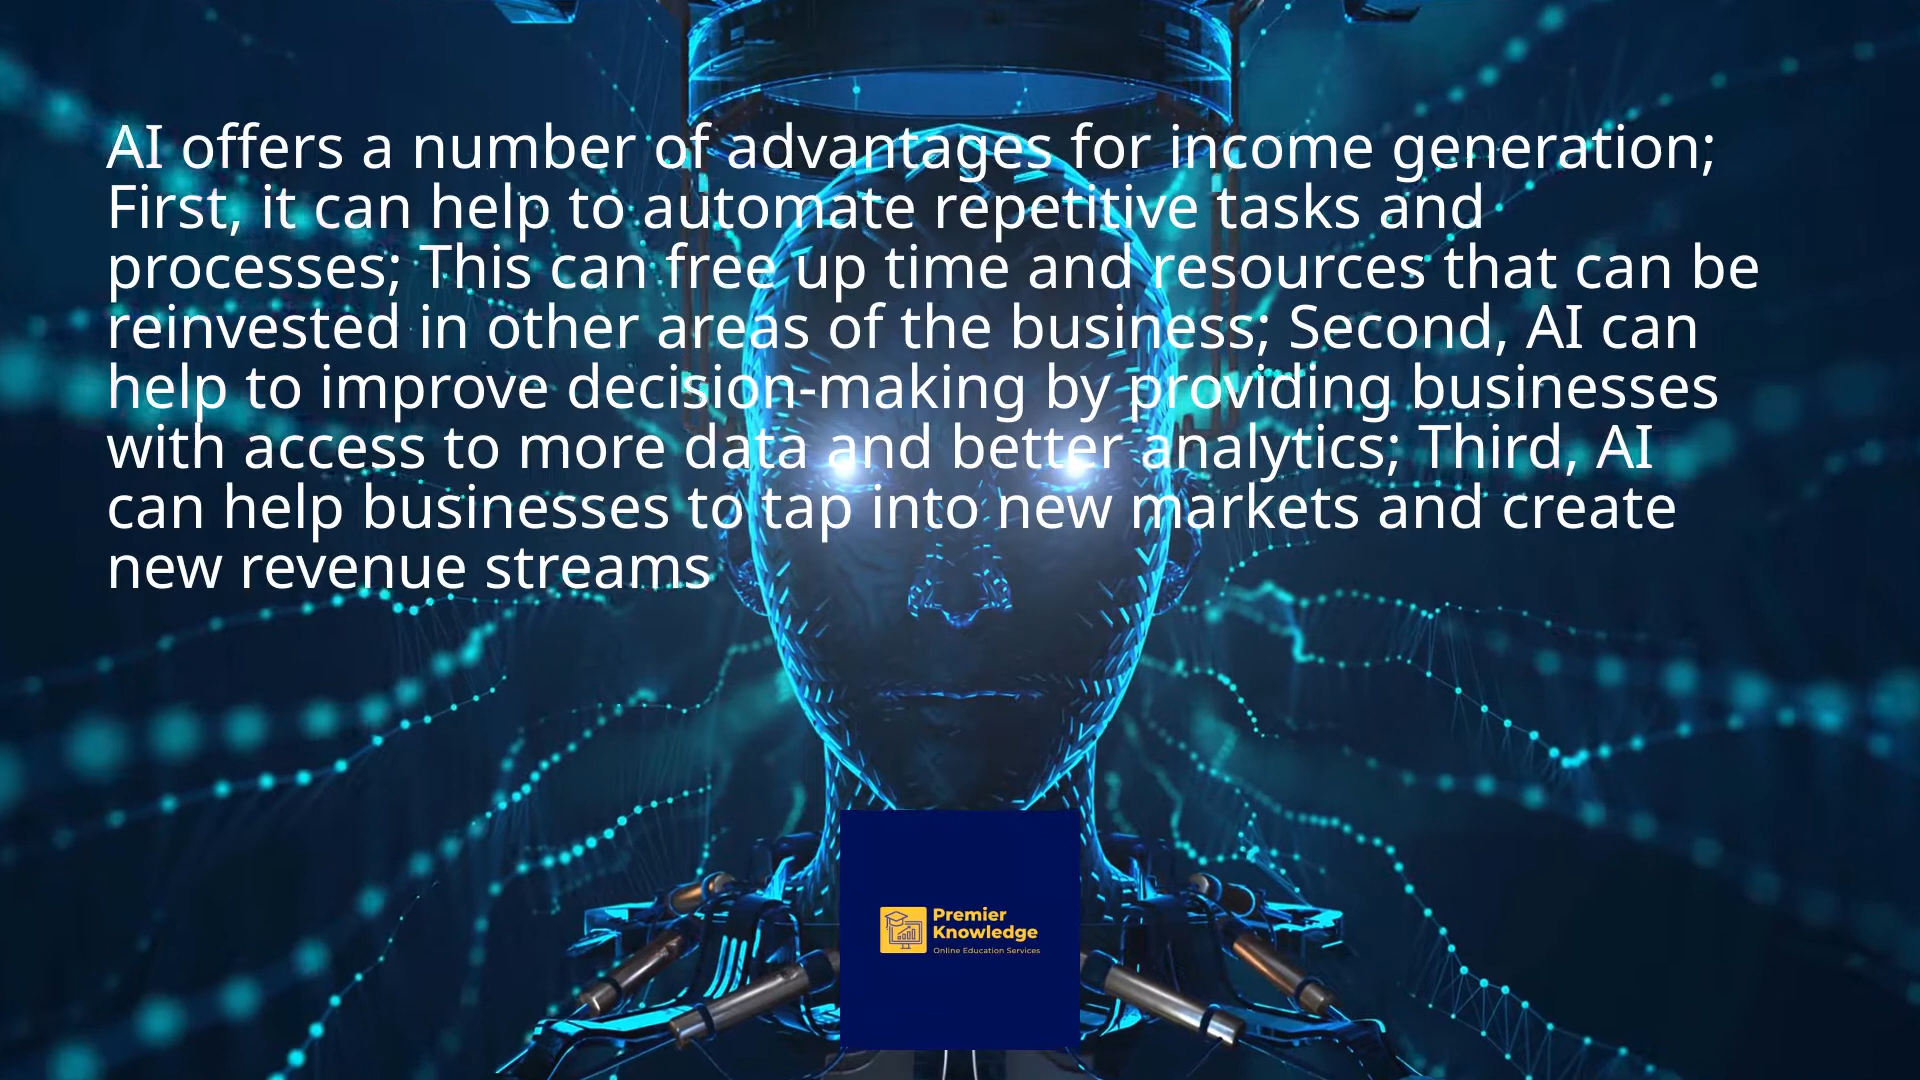 AI offers a number of advantages for income generation;
First, it can help to automate repetitive tasks and
processes; This can free up time and resources that can be
reinvested in other areas of the business; Second, AI can
help to improve decision-making by providing businesses
with access to more data and better analytics; Third, AI
can help businesses to tap into new markets and create
new revenue streams
Premier
Knowledge
Online Education Services